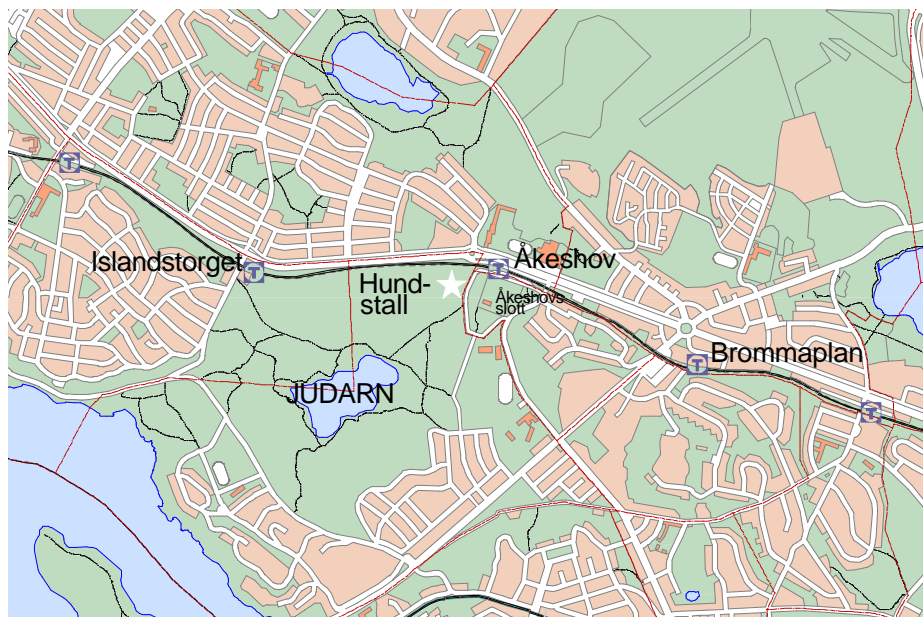 T
Islandstorget
T
Hund-
stall
T
Åkeshov
Åkeshovs
slott
JUDARN
T
Brommaplan
T